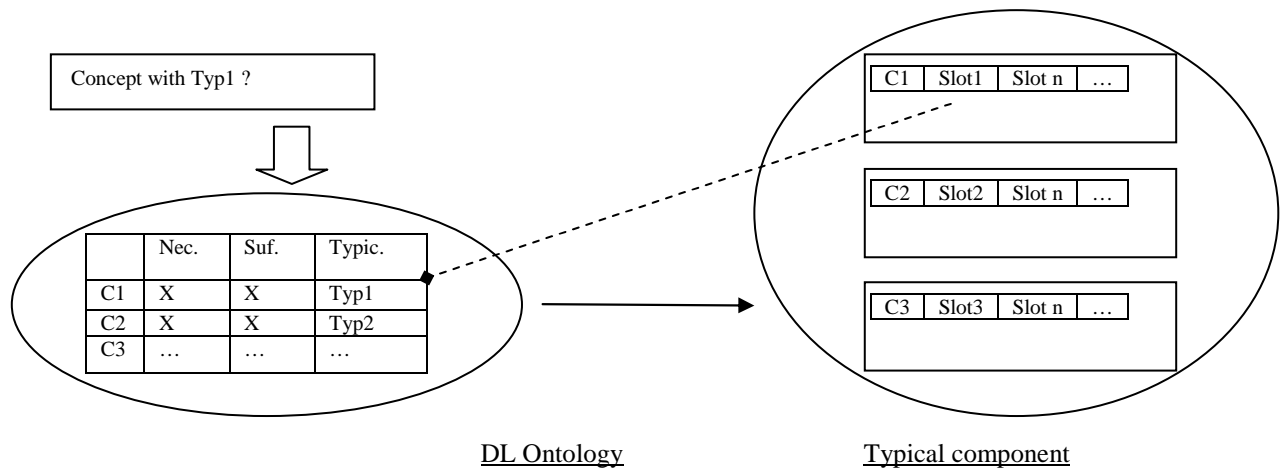 Concept with Typ1 ?
Nec. Suf. Typic.
C1 X X Typ1
C2 X X Typ2
C3 … … …
C1 Slot1 Slot n …
C2 Slot2 Slot n …
C3 Slot3 Slot n …
DL Ontology
Typical component